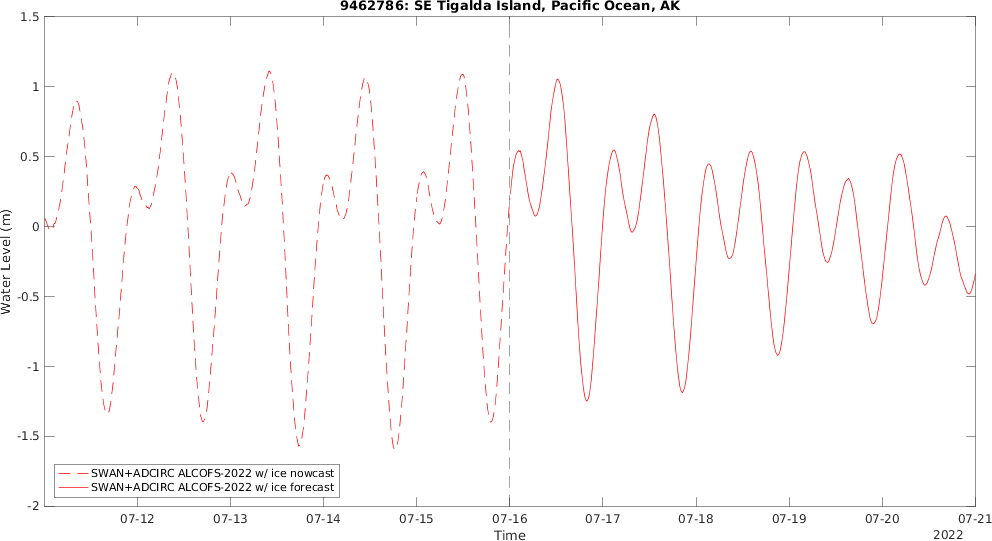 9462786: SE Tigalda Island, Pacific Ocean, AK
1.5
1
0.5
0
-0.5
-1
-1.5
-2
Water Level (m)
SWAN+ADCIRC ALCOFS-2022 w/ ice nowcast
SWAN+ADCIRC ALCOFS-2022 w/ ice forecast
07-12 07-13 07-14 07-15 07-16 07-17 07-18 07-19 07-20 07-21
Time
2022